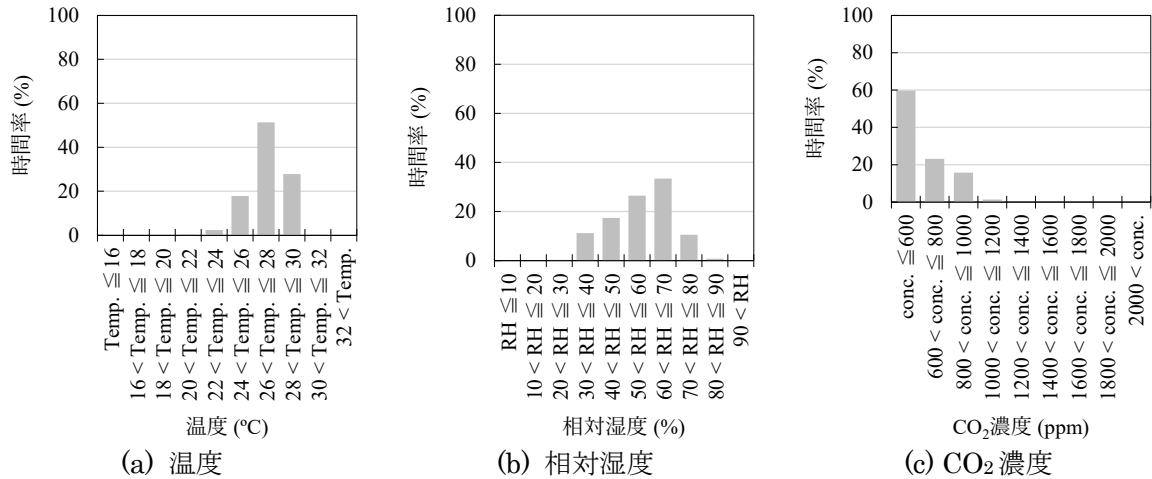 100
80
60
40
20
0
時間率 (%)
Temp. ≦ 16
16 < Temp. ≦ 18
18 < Temp. ≦ 20
20 < Temp. ≦ 22
22 < Temp. ≦ 24
24 < Temp. ≦ 26
26 < Temp. ≦ 28
28 < Temp. ≦ 30
30 < Temp. ≦ 32
32 < Temp.
温度 (ºC)
(a) 温度
100
80
60
40
20
0
時間率 (%)
RH ≦ 10
10 < RH ≦ 20
20 < RH ≦ 30
30 < RH ≦ 40
40 < RH ≦ 50
50 < RH ≦ 60
60 < RH ≦ 70
70 < RH ≦ 80
80 < RH ≦ 90
90 < RH
相対湿度 (%)
(b) 相対湿度
100
80
60
40
20
0
時間率 (%)
conc. ≦ 600
600 < conc. ≦ 800
800 < conc. ≦ 1000
1000 < conc. ≦ 1200
1200 < conc. ≦ 1400
1400 < conc. ≦ 1600
1600 < conc. ≦ 1800
1800 < conc. ≦ 2000
2000 < conc.
CO₂濃度 (ppm)
(c) CO₂ 濃度